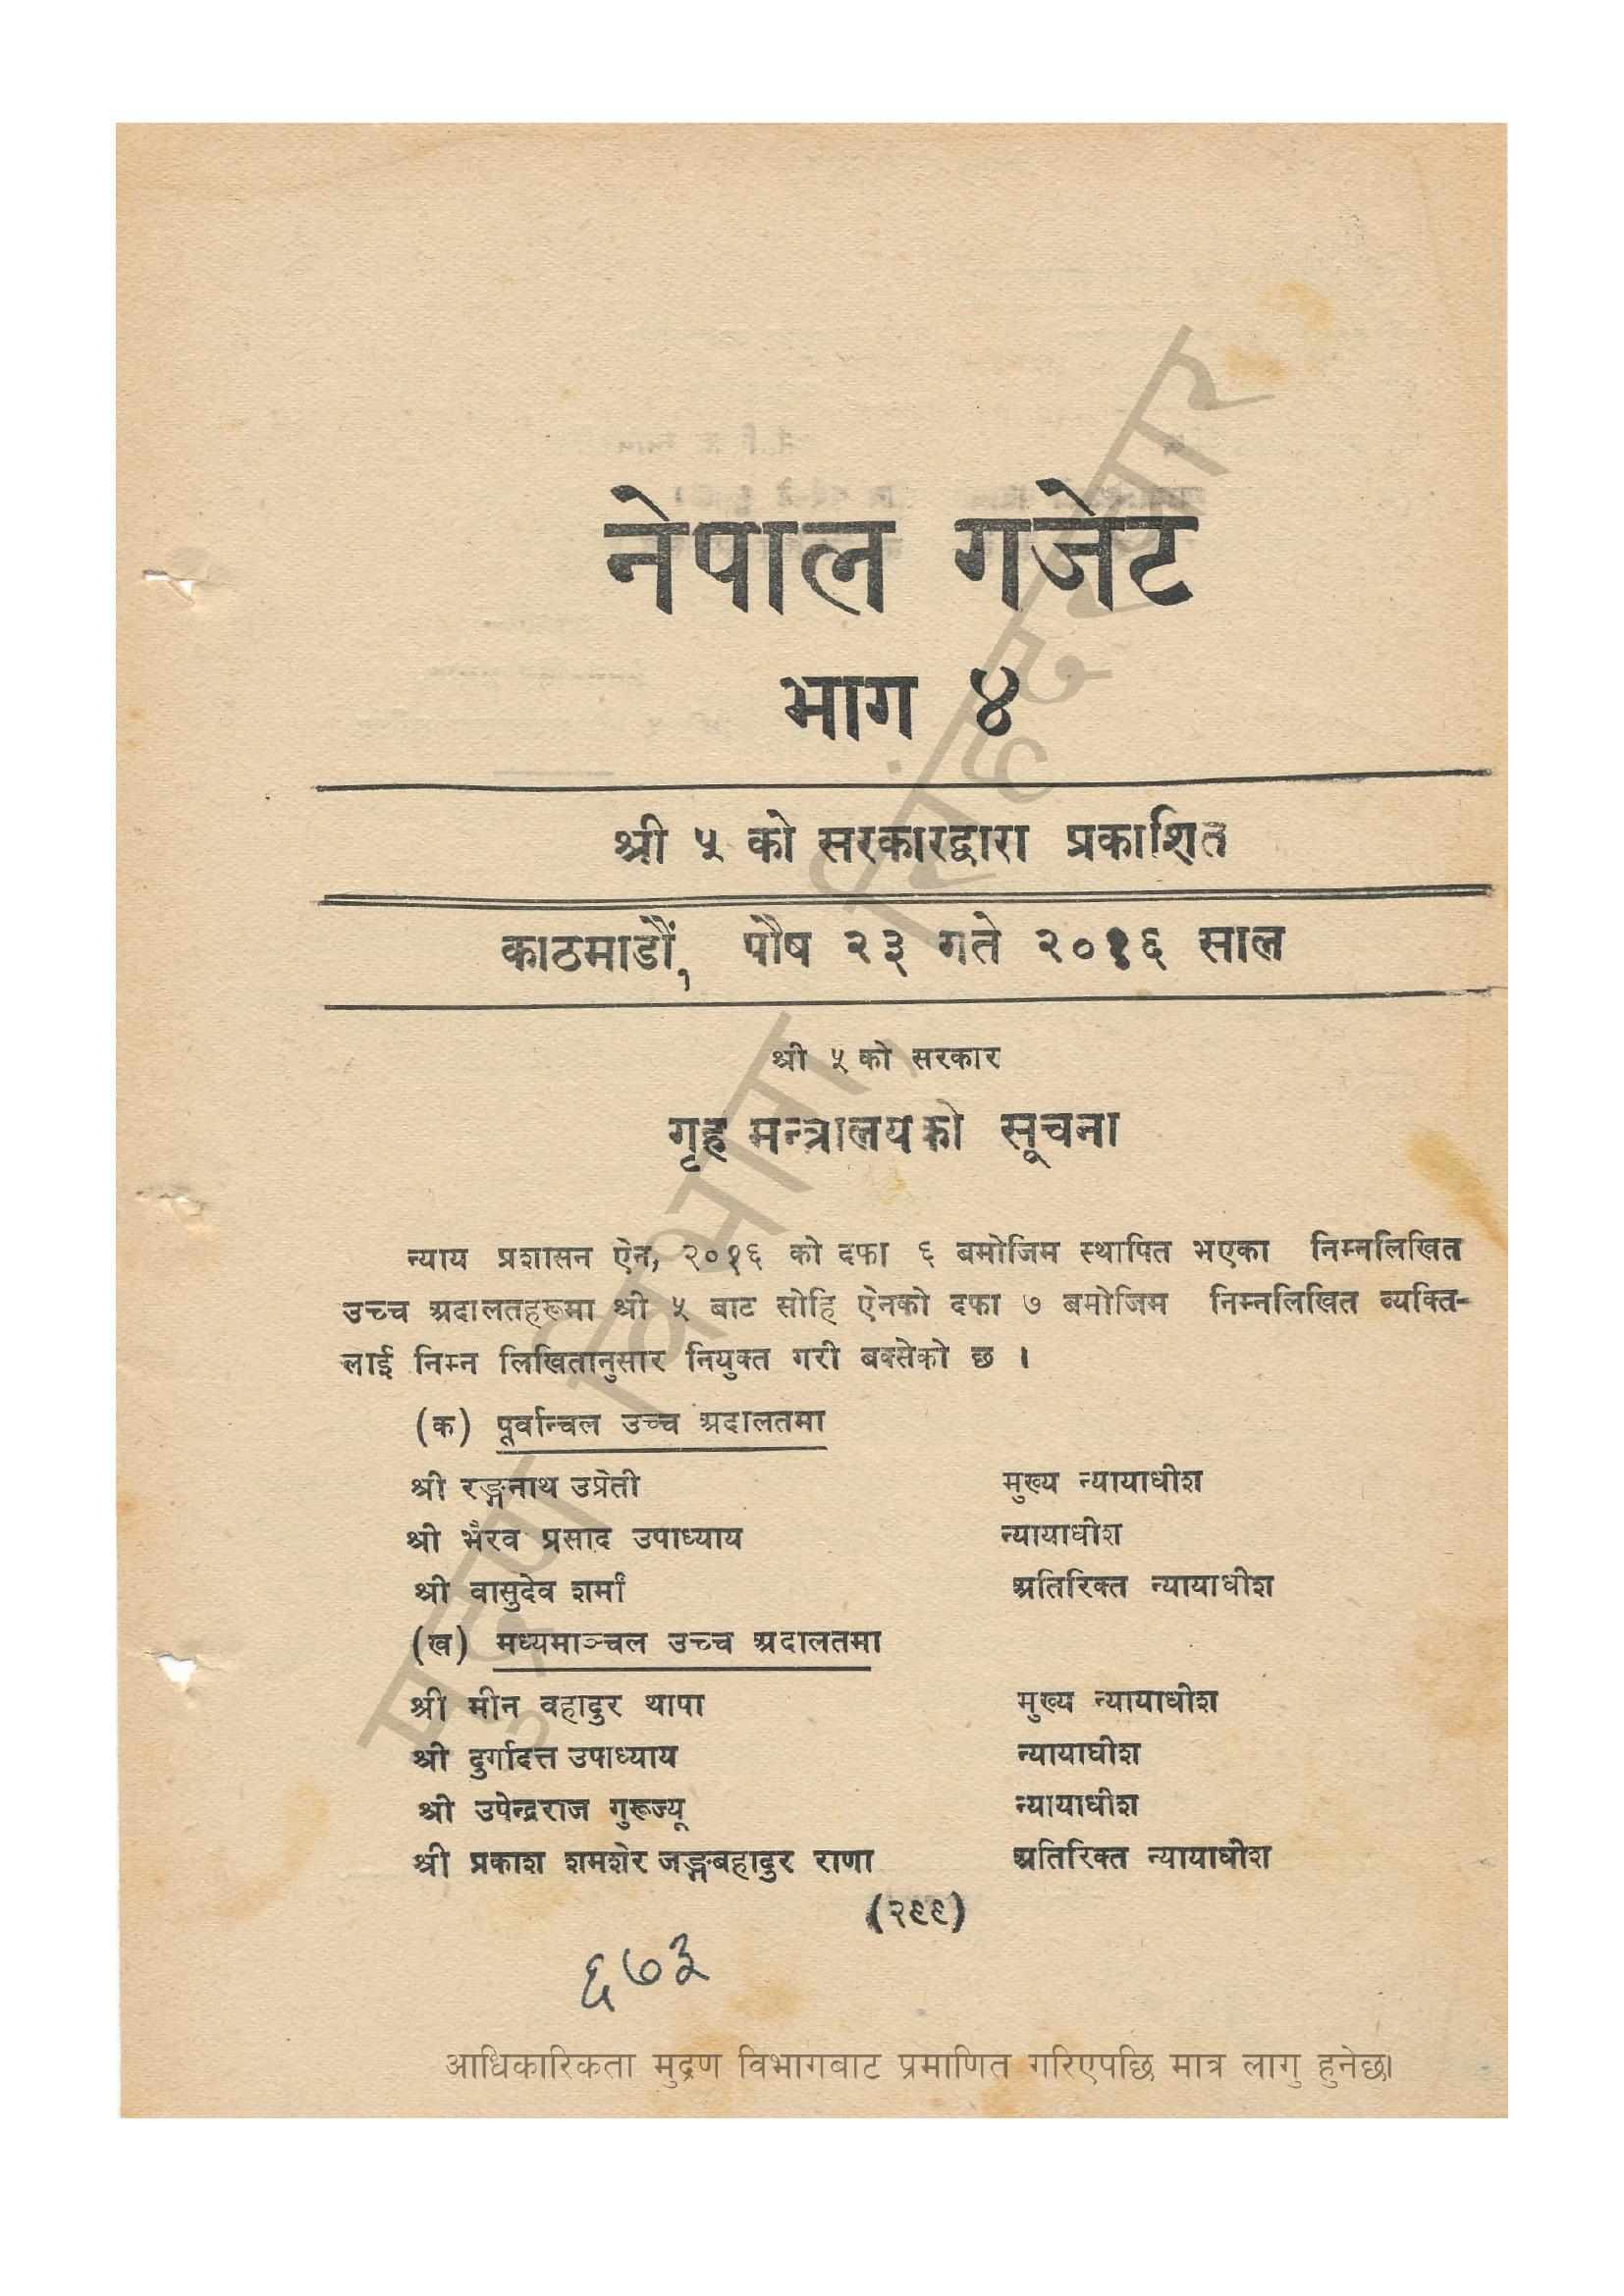 नेपाल गजेट
भाग ४
श्री ५ को सरकारद्वारा प्रकाशित
काठमाडौं, पौष २३ गते २०१६ साल
श्री ५ को सरकार
गृह मन्त्रालयको सूचना
न्याय प्रशासन ऐन, २०१६ को दफा ६ बमोजिम स्थापित भएका निम्नलिखित
उच्च अदालतहरूमा श्री ५ बाट सोहि ऐनको दफा ७ बमोजिम निम्नलिखित व्यक्ति-
लाई निम्न लिखितानुसार नियुक्त गरी बक्सेको छ ।
(क) पूर्वान्चल उच्च अदालतमा
श्री रङ्गनाथ उप्रेती मुख्य न्यायाधीश
श्री भैरव प्रसाद उपाध्याय न्यायाधीश
श्री वासुदेव शर्मा अतिरिक्त न्यायाधीश
(ख) मध्यमाञ्चल उच्च अदालतमा
श्री मीन वहादुर थापा मुख्य न्यायाधीश
श्री दुर्गादत्त उपाध्याय न्यायाधीश
श्री उपेन्द्रराज गुरूज्यू न्यायाधीश
श्री प्रकाश शमशेर जङ्गबहादुर राणा अतिरिक्त न्यायाधीश
(२९९)
६७३
मुद्रण विभाग, सिंहदरबार
आधिकारिकता मुद्रण विभागबाट प्रमाणित गरिएपछि मात्र लागु हुनेछ।